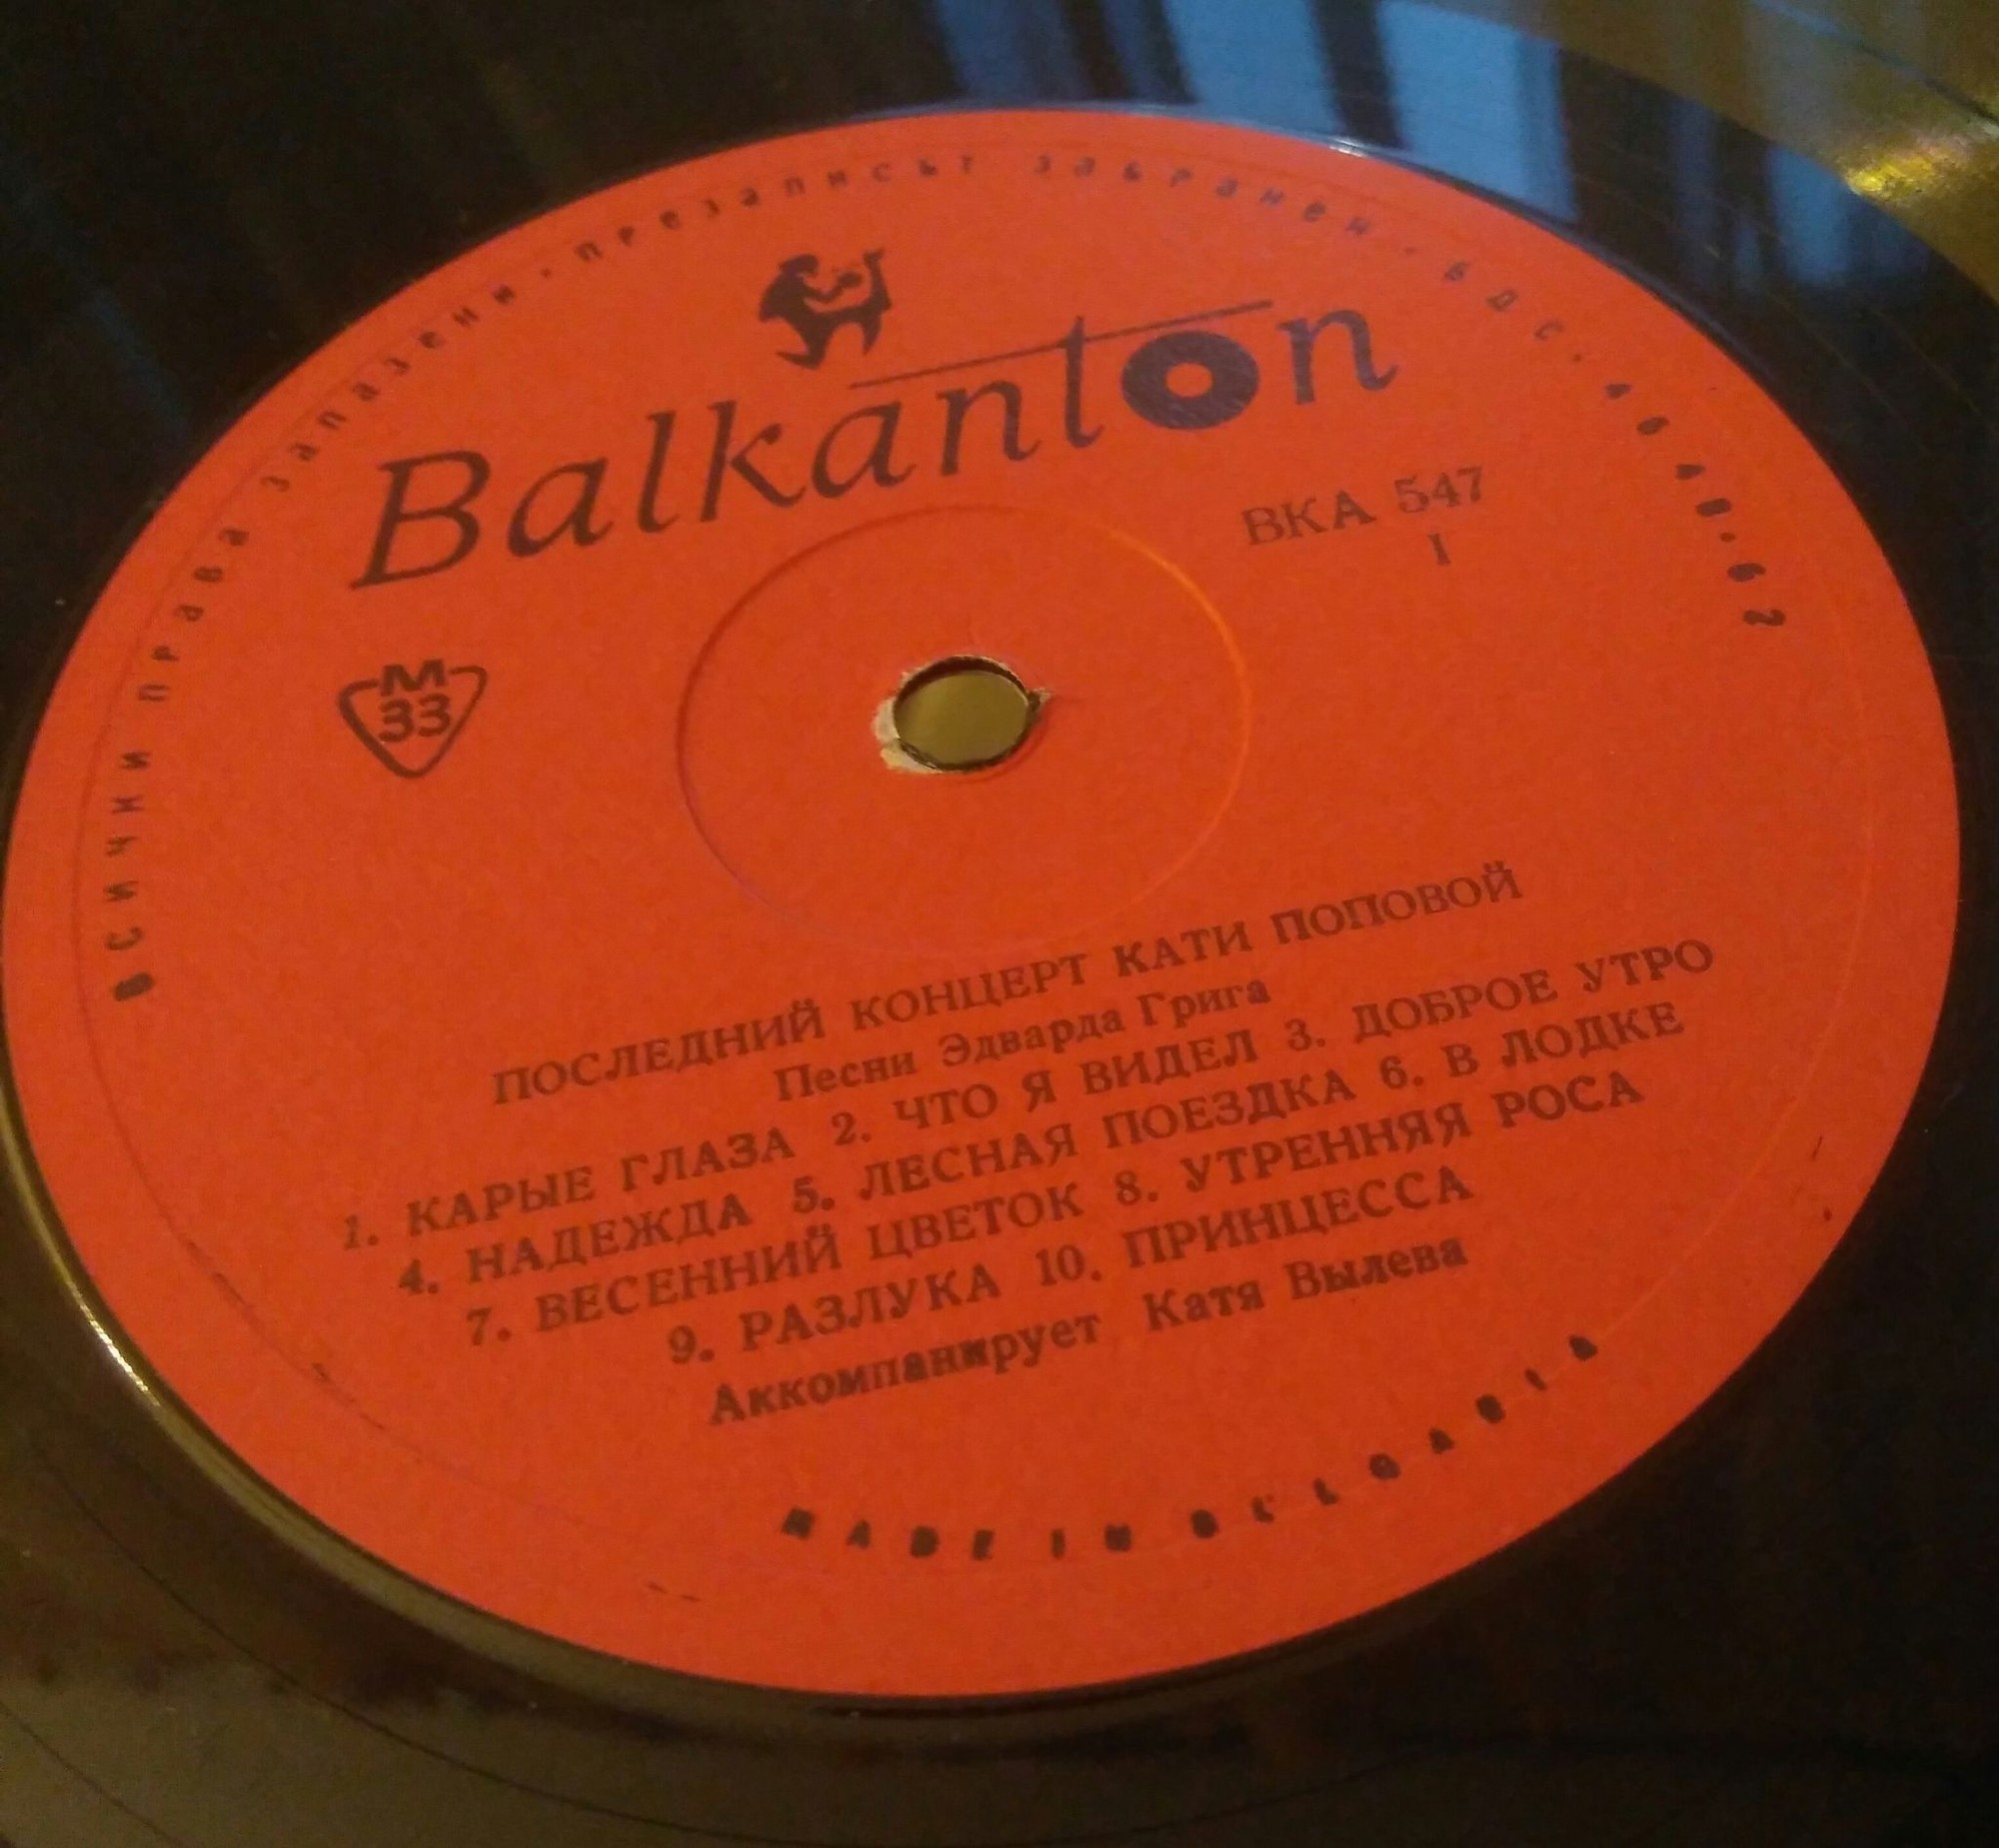 всички права запазени · презаписът забранен · бдс · 4640 · 62
Balkanton
ВКА 547
I
М
33
ПОСЛЕДНИЙ КОНЦЕРТ КАТИ ПОПОВОЙ
Песни Эдварда Грига
1. КАРЫЕ ГЛАЗА 2. ЧТО Я ВИДЕЛ 3. ДОБРОЕ УТРО
4. НАДЕЖДА 5. ЛЕСНАЯ ПОЕЗДКА 6. В ЛОДКЕ
7. ВЕСЕННИЙ ЦВЕТОК 8. УТРЕННЯЯ РОСА
9. РАЗЛУКА 10. ПРИНЦЕССА
Аккомпанирует Катя Вылева
MADE IN BULGARIA